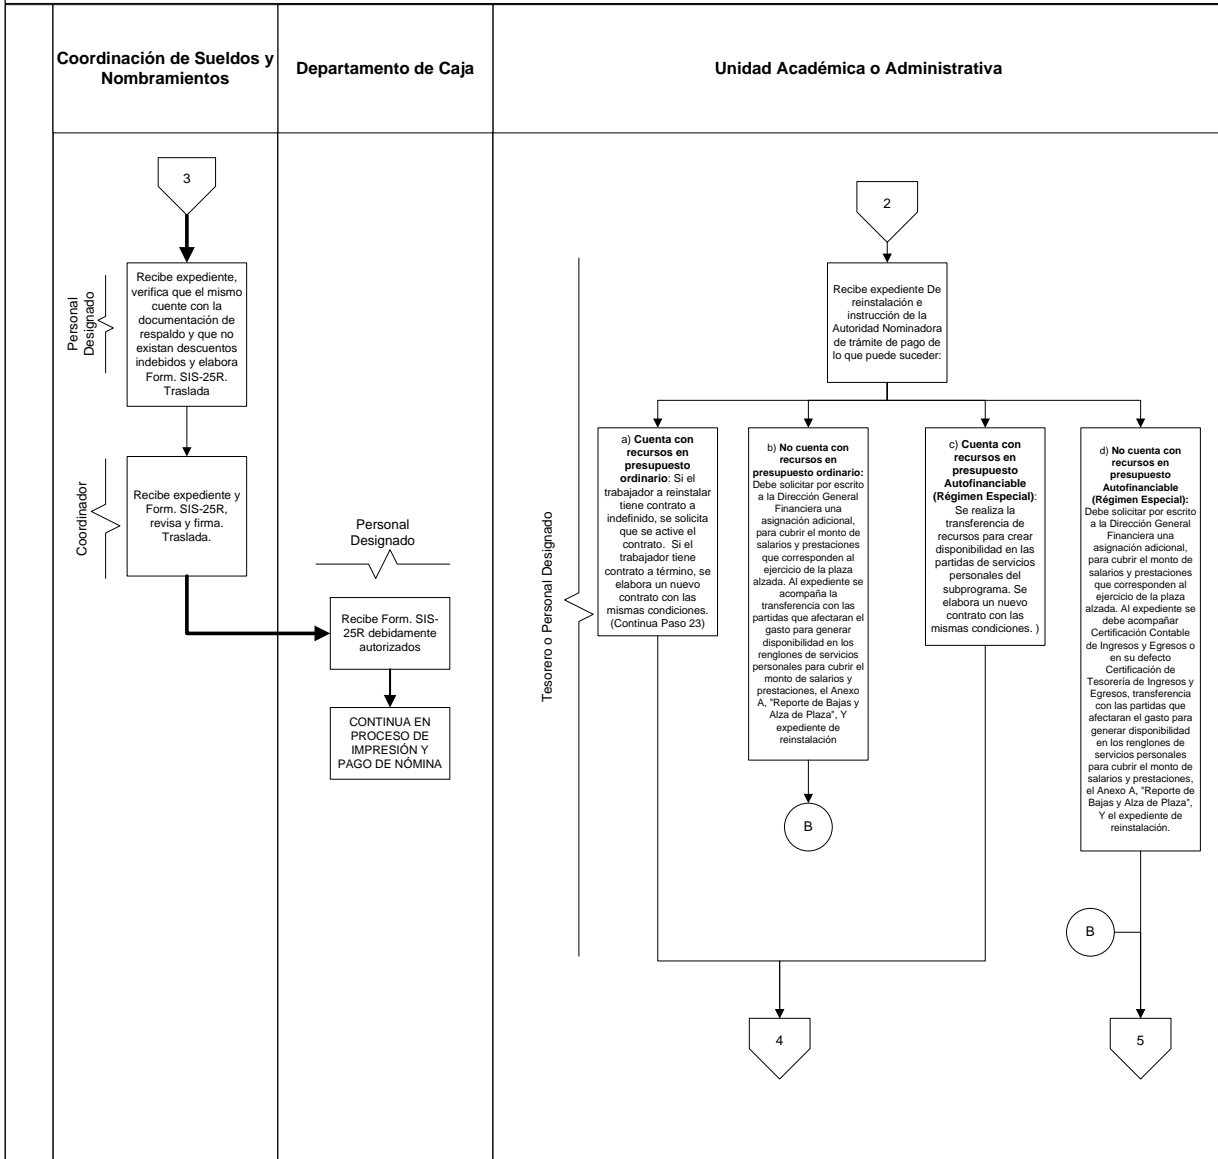 Coordinación de Sueldos y
Nombramientos
Departamento de Caja
Unidad Académica o Administrativa
3
Personal
Designado
Recibe expediente,
verifica que el mismo
cuente con la
documentación de
respaldo y que no
existan descuentos
indebidos y elabora
Form. SIS-25R.
Traslada
Coordinador
Recibe expediente y
Form. SIS-25R,
revisa y firma.
Traslada.
Personal
Designado
Recibe Form. SIS-
25R debidamente
autorizados
CONTINUA EN
PROCESO DE
IMPRESIÓN Y
PAGO DE NÓMINA
Tesorero o Personal Designado
2
Recibe expediente De
reinstalación e
instrucción de la
Autoridad Nominadora
de trámite de pago de
lo que puede suceder:
a) Cuenta con
recursos en
presupuesto
ordinario: Si el
trabajador a reinstalar
tiene contrato a
indefinido, se solicita
que se active el
contrato. Si el
trabajador tiene
contrato a término, se
elabora un nuevo
contrato con las
mismas condiciones.
(Continua Paso 23)
b) No cuenta con
recursos en
presupuesto ordinario:
Debe solicitar por escrito
a la Dirección General
Financiera una
asignación adicional,
para cubrir el monto de
salarios y prestaciones
que corresponden al
ejercicio de la plaza
alzada. Al expediente se
acompaña la
transferencia con las
partidas que afectaran el
gasto para generar
disponibilidad en los
renglones de servicios
personales para cubrir el
monto de salarios y
prestaciones, el Anexo
A, "Reporte de Bajas y
Alza de Plaza", Y
expediente de
reinstalación
B
c) Cuenta con
recursos en
presupuesto
Autofinanciable
(Régimen Especial):
Se realiza la
transferencia de
recursos para crear
disponibilidad en las
partidas de servicios
personales del
subprograma. Se
elabora un nuevo
contrato con las
mismas condiciones. )
d) No cuenta con
recursos en
presupuesto
Autofinanciable
(Régimen Especial):
Debe solicitar por escrito
a la Dirección General
Financiera una
asignación adicional,
para cubrir el monto de
salarios y prestaciones
que corresponden al
ejercicio de la plaza
alzada. Al expediente se
debe acompañar
Certificación Contable
de Ingresos y Egresos o
en su defecto
Certificación de
Tesorería de Ingresos y
Egresos, transferencia
con las partidas que
afectaran el gasto para
generar disponibilidad
en los renglones de
servicios personales
para cubrir el monto de
salarios y prestaciones,
el Anexo A, "Reporte de
Bajas y Alza de Plaza",
Y el expediente de
reinstalación.
B
4
5